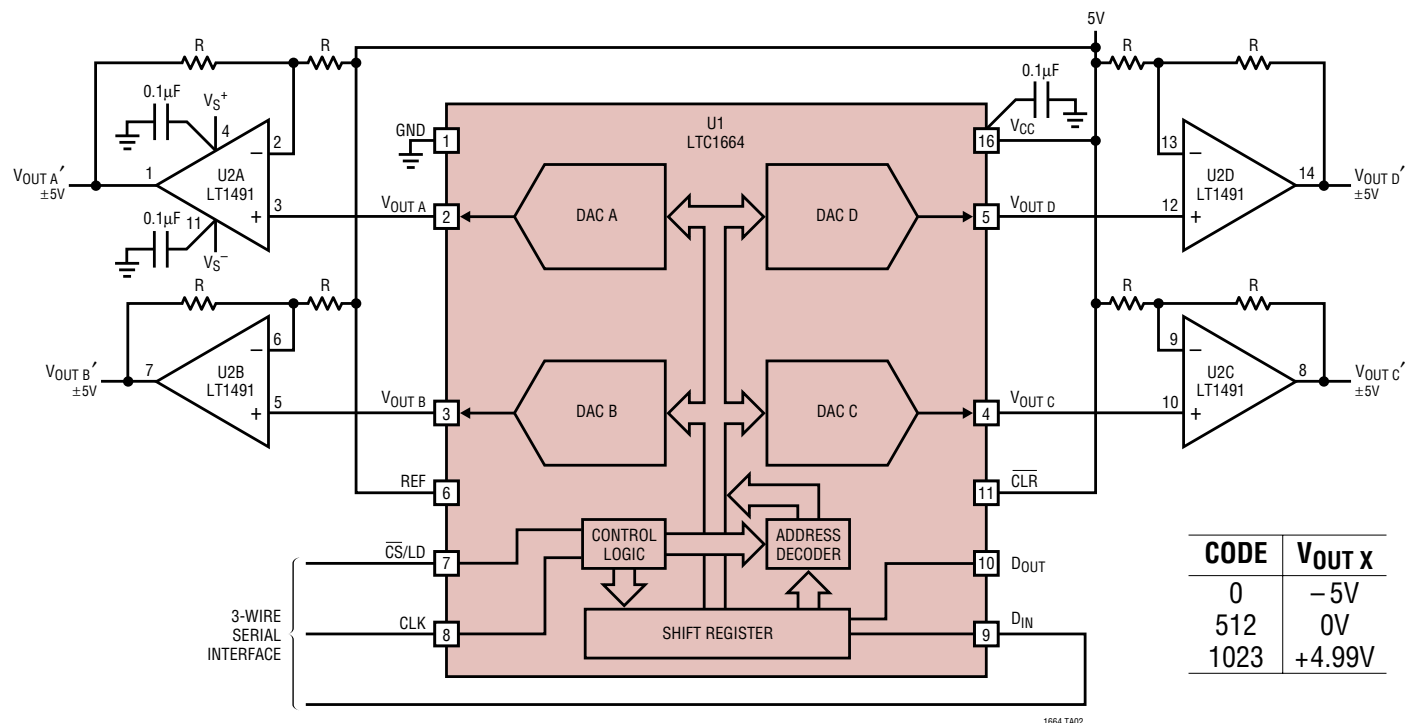 5V
R R
R R
0.1µF
VS+
4
2
−
U2A
LT1491
1
3
+
VOUT A′
±5V
0.1µF
11
VS−
GND
1
U1
LTC1664
0.1µF
VCC
16
13
−
U2D
LT1491
14
VOUT D′
±5V
12
+
VOUT A
2
DAC A
DAC D
5
VOUT D
R R
R R
6
−
U2B
LT1491
7
VOUT B′
±5V
5
+
VOUT B
3
DAC B
DAC C
4
VOUT C
9
−
U2C
LT1491
8
VOUT C′
±5V
10
+
REF
6
11
CLR
CS/LD
7
CONTROL
LOGIC
ADDRESS
DECODER
10
DOUT
3-WIRE
SERIAL
INTERFACE
CLK
8
SHIFT REGISTER
9
DIN
CODE VOUT X
0 −5V
512 0V
1023 +4.99V
1664 TA02